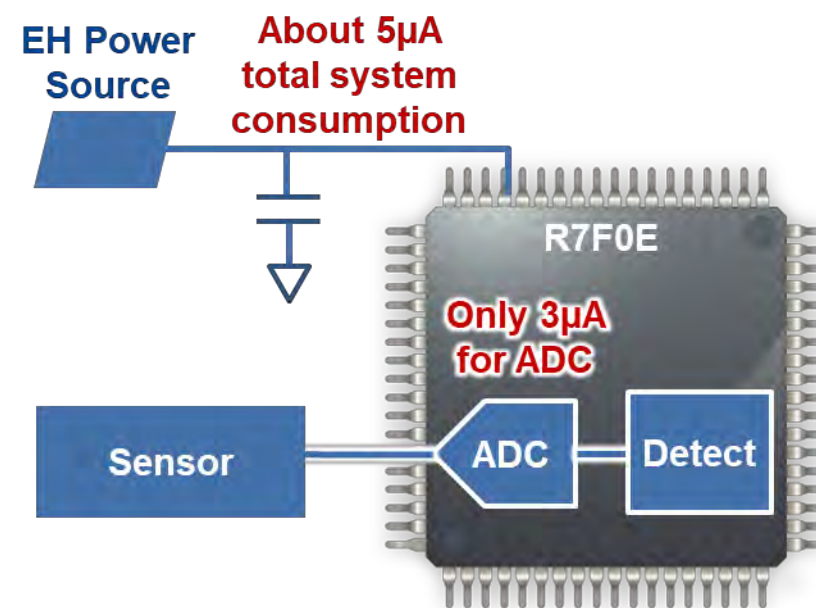 EH Power
Source
About 5µA
total system
consumption
R7F0E
Only 3µA
for ADC
Sensor
ADC
Detect